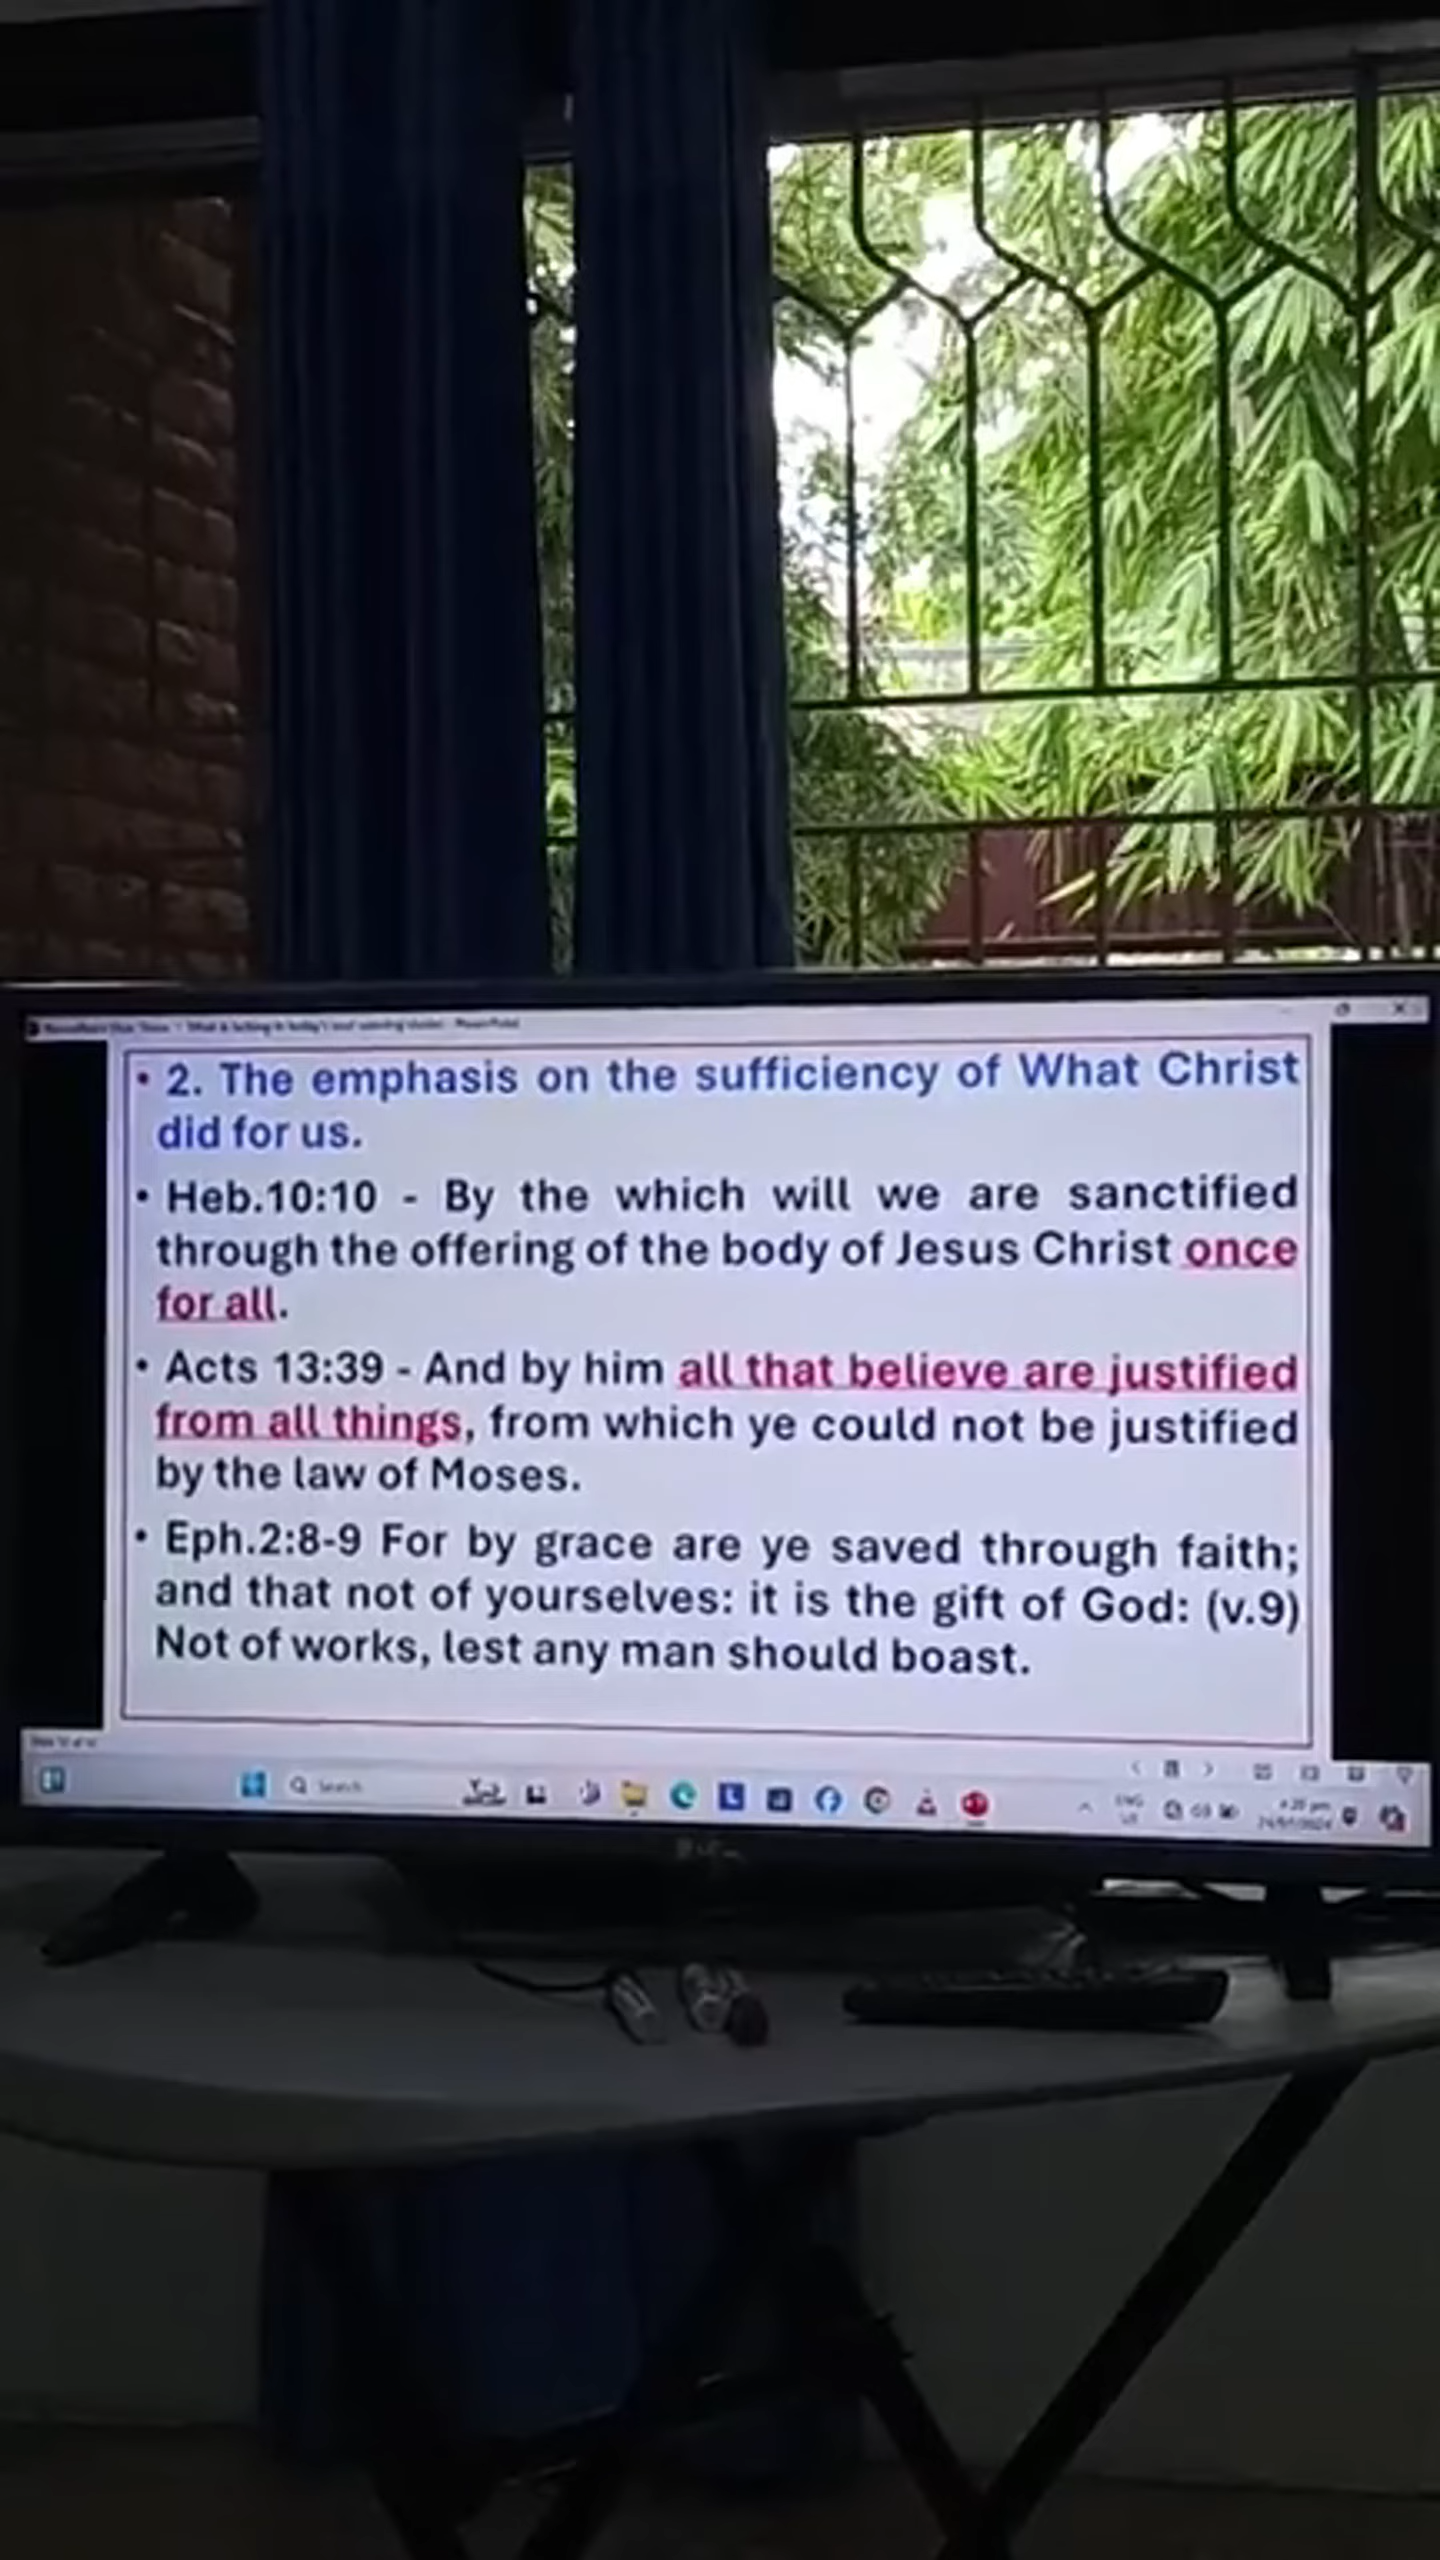 • 2. The emphasis on the sufficiency of What Christ
did for us.
• Heb.10:10 - By the which will we are sanctified
through the offering of the body of Jesus Christ once
for all.
• Acts 13:39 - And by him all that believe are justified
from all things, from which ye could not be justified
by the law of Moses.
• Eph.2:8-9 For by grace are ye saved through faith;
and that not of yourselves: it is the gift of God: (v.9)
Not of works, lest any man should boast.
Search
ENG